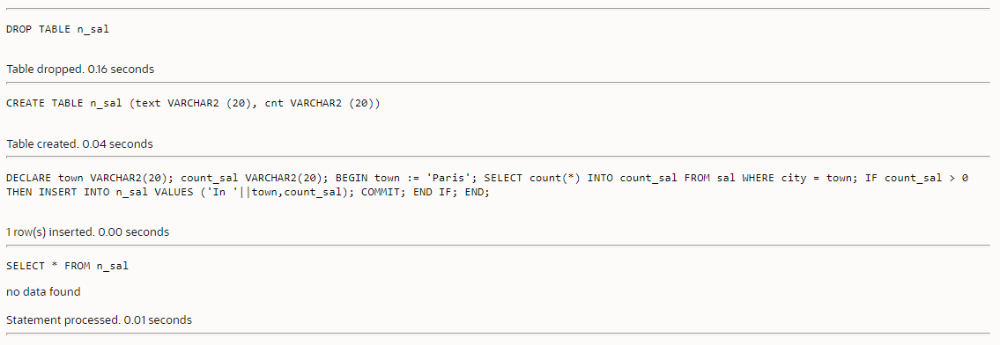 DROP TABLE n_sal
Table dropped. 0.16 seconds
CREATE TABLE n_sal (text VARCHAR2 (20), cnt VARCHAR2 (20))
Table created. 0.04 seconds
DECLARE town VARCHAR2(20); count_sal VARCHAR2(20); BEGIN town := 'Paris'; SELECT count(*) INTO count_sal FROM sal WHERE city = town; IF count_sal > 0
THEN INSERT INTO n_sal VALUES ('In '||town,count_sal); COMMIT; END IF; END;
1 row(s) inserted. 0.00 seconds
SELECT * FROM n_sal
no data found
Statement processed. 0.01 seconds